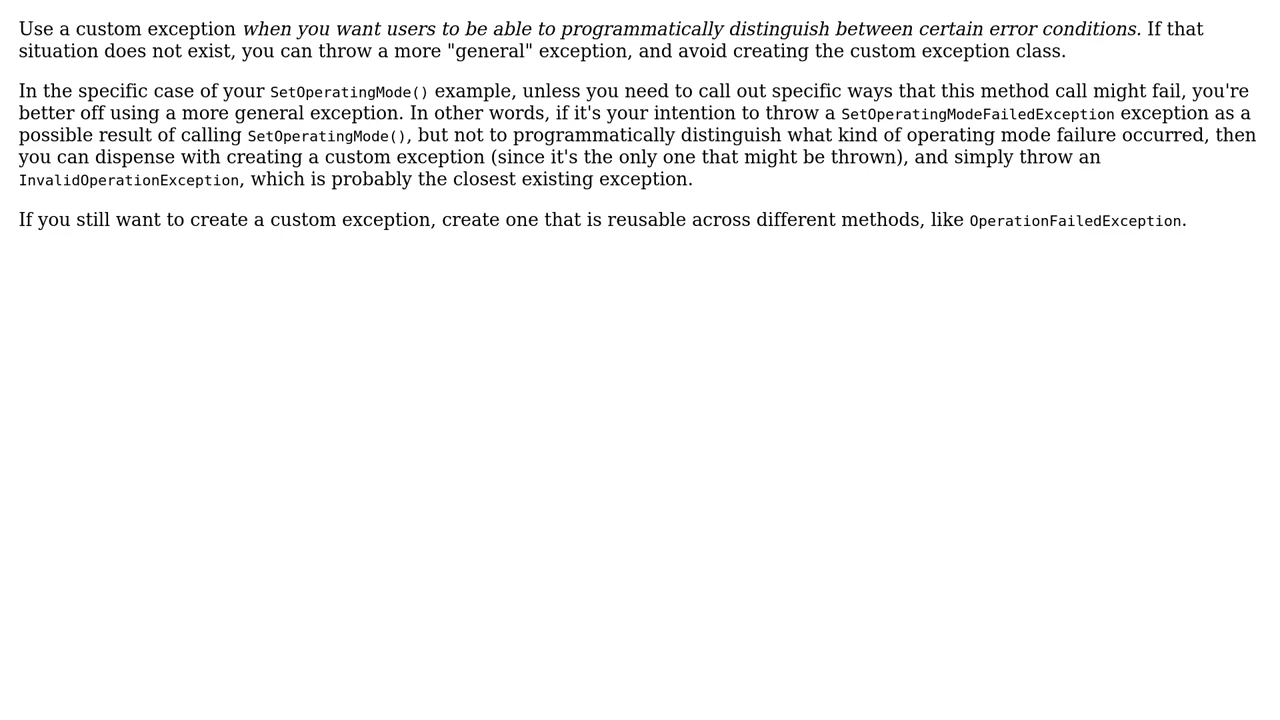 Use a custom exception when you want users to be able to programmatically distinguish between certain error conditions. If that
situation does not exist, you can throw a more "general" exception, and avoid creating the custom exception class.
In the specific case of your SetOperatingMode() example, unless you need to call out specific ways that this method call might fail, you're
better off using a more general exception. In other words, if it's your intention to throw a SetOperatingModeFailedException exception as a
possible result of calling SetOperatingMode(), but not to programmatically distinguish what kind of operating mode failure occurred, then
you can dispense with creating a custom exception (since it's the only one that might be thrown), and simply throw an
InvalidOperationException, which is probably the closest existing exception.
If you still want to create a custom exception, create one that is reusable across different methods, like OperationFailedException.